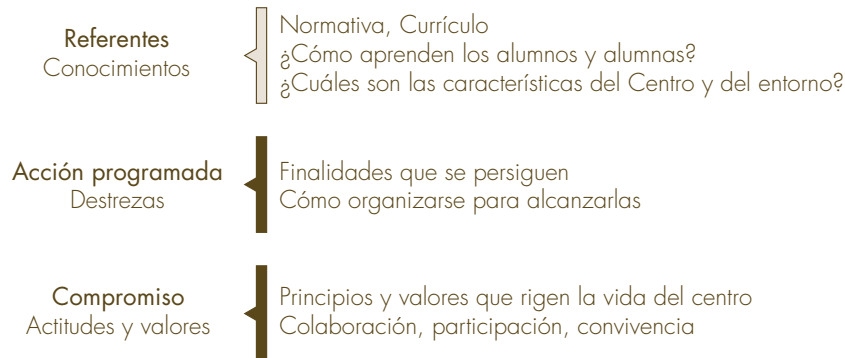 Referentes
Conocimientos
Normativa, Currículo
¿Cómo aprenden los alumnos y alumnas?
¿Cuáles son las características del Centro y del entorno?
Acción programada
Destrezas
Finalidades que se persiguen
Cómo organizarse para alcanzarlas
Compromiso
Actitudes y valores
Principios y valores que rigen la vida del centro
Colaboración, participación, convivencia